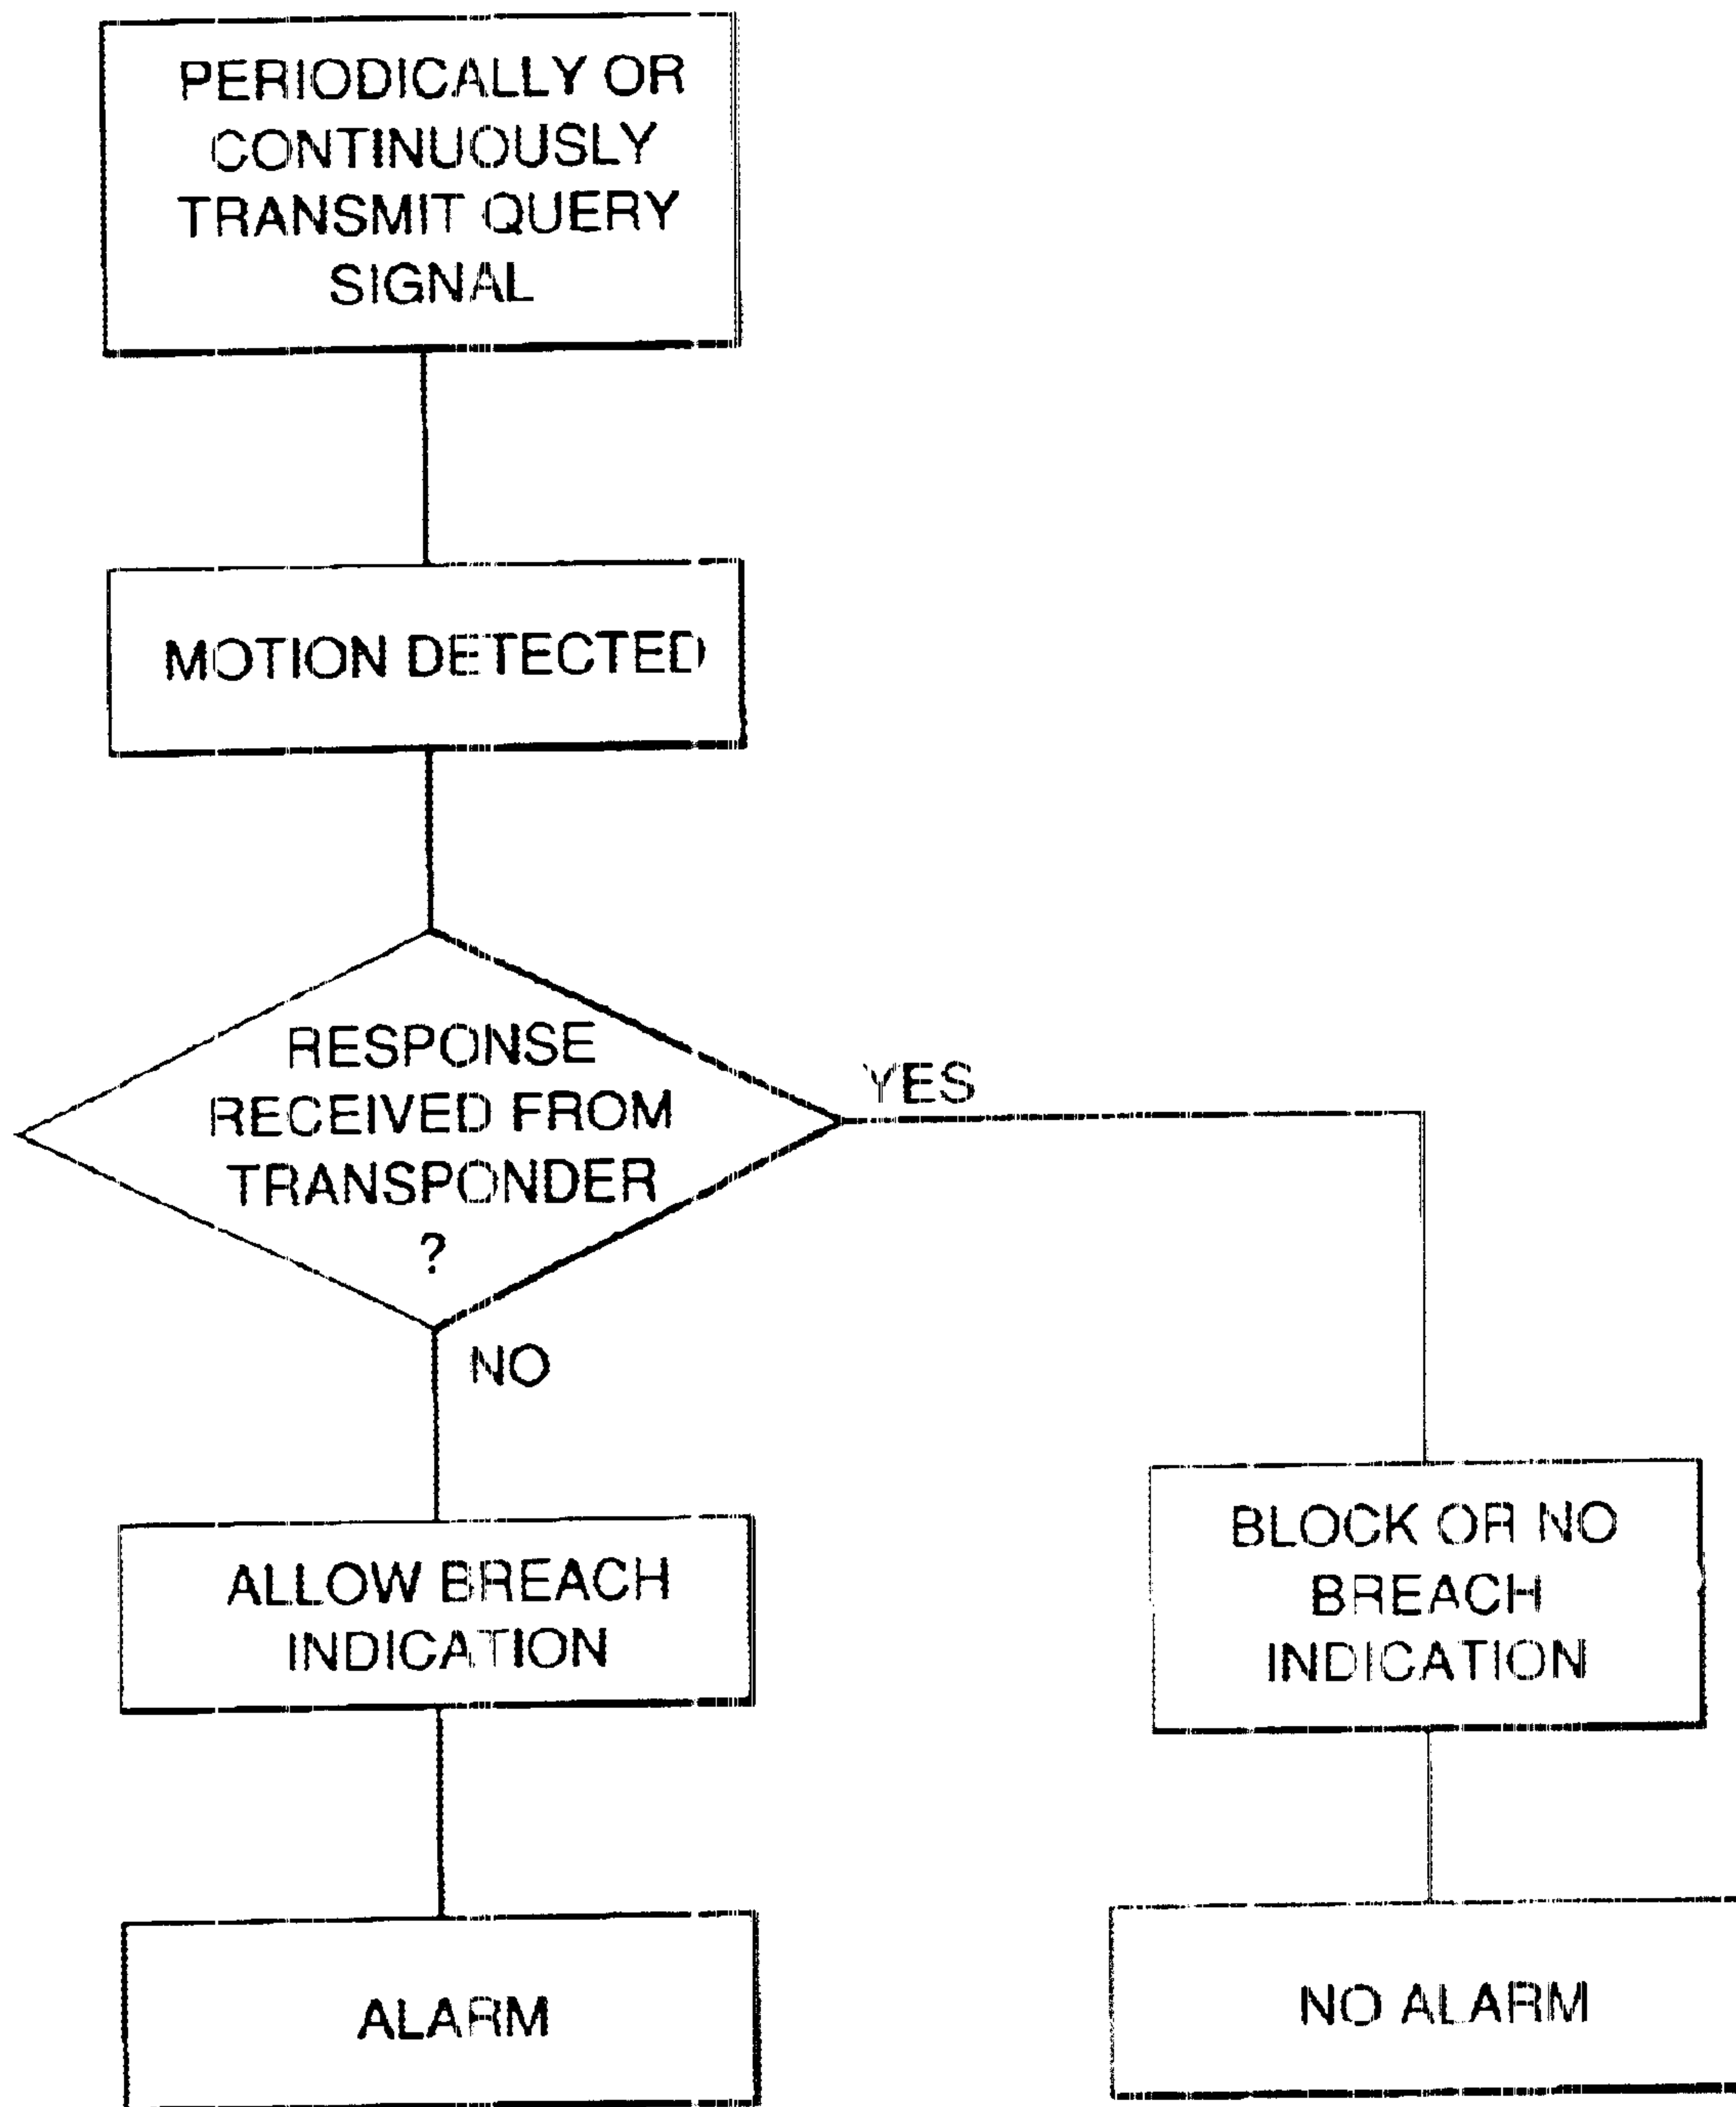 PERIODICALLY OR
CONTINUOUSLY
TRANSMIT QUERY
SIGNAL
MOTION DETECTED
RESPONSE
RECEIVED FROM
TRANSPONDER
?
YES
NO
ALLOW BREACH
INDICATION
BLOCK OR NO
BREACH
INDICATION
ALARM
NO ALARM